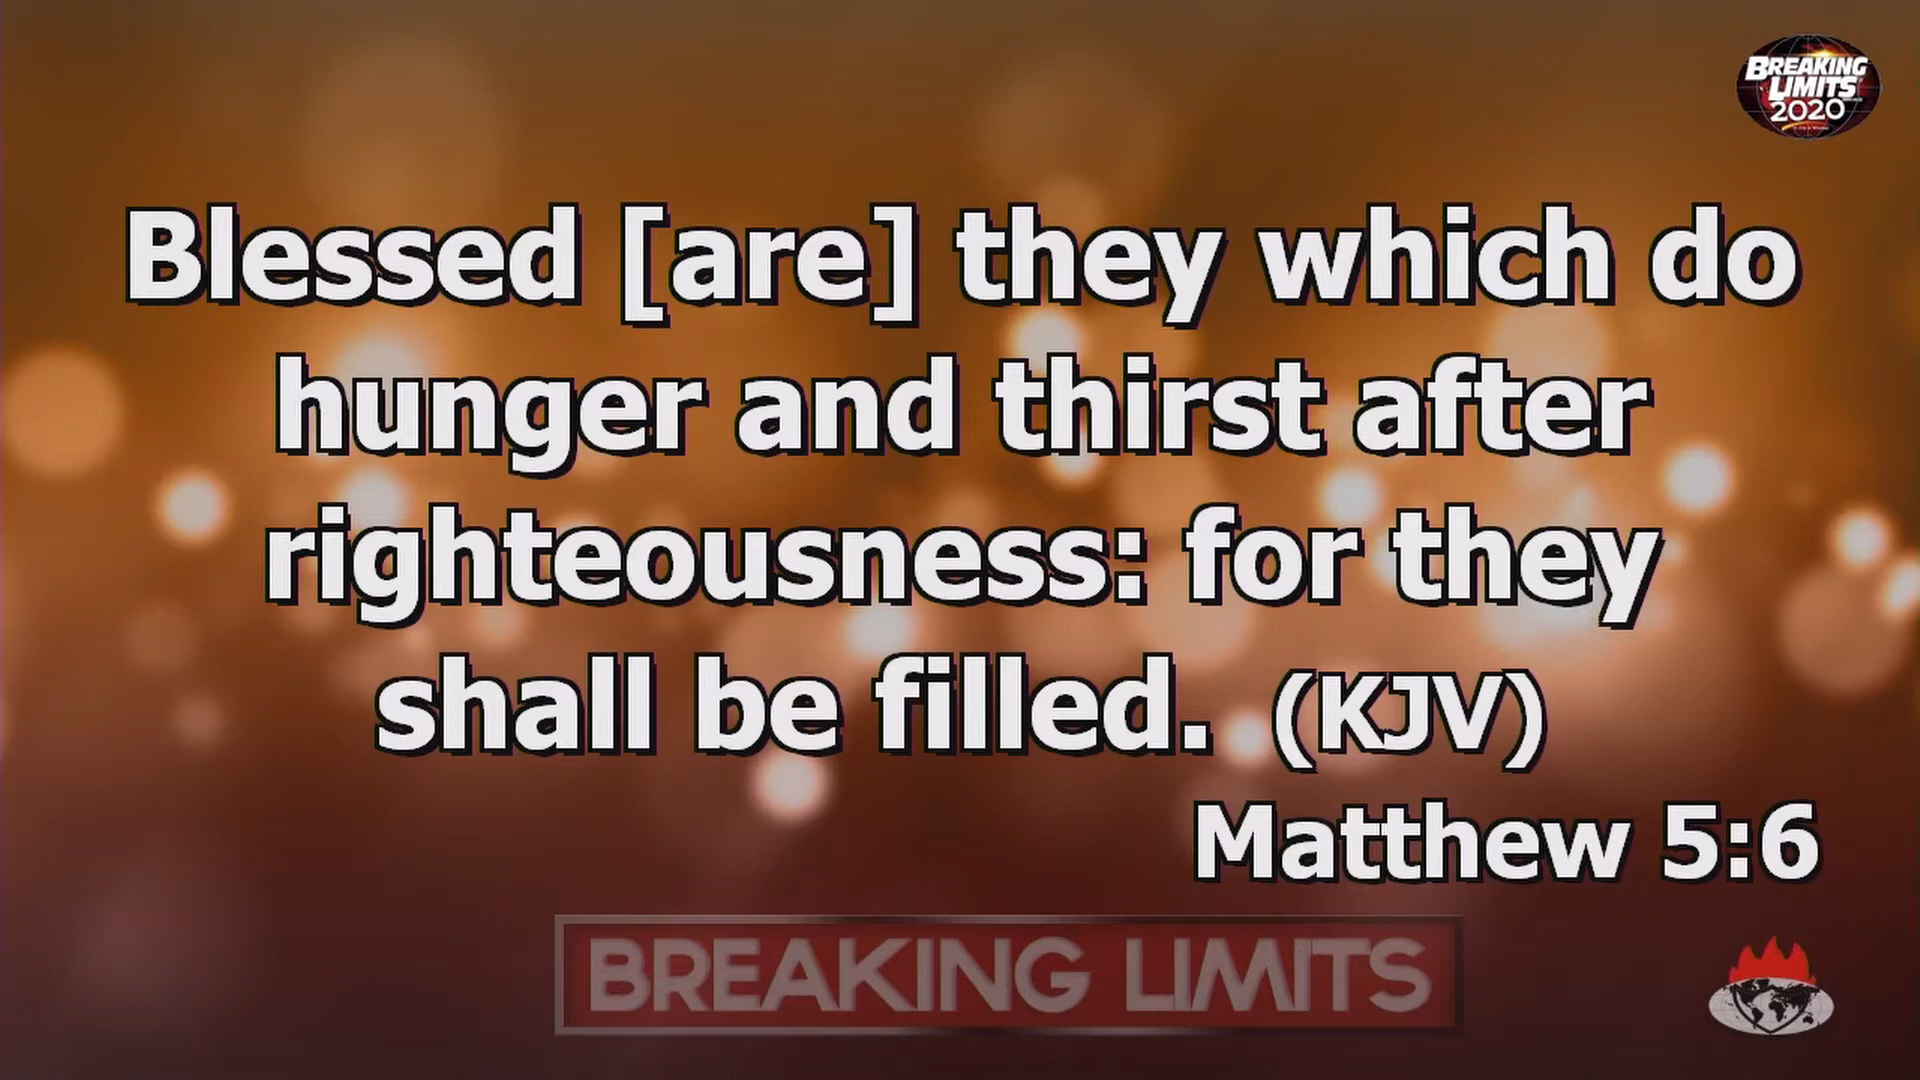 BREAKING
LIMITS
2020
Blessed [are] they which do
hunger and thirst after
righteousness: for they
shall be filled. (KJV)
Matthew 5:6
BREAKING LIMITS